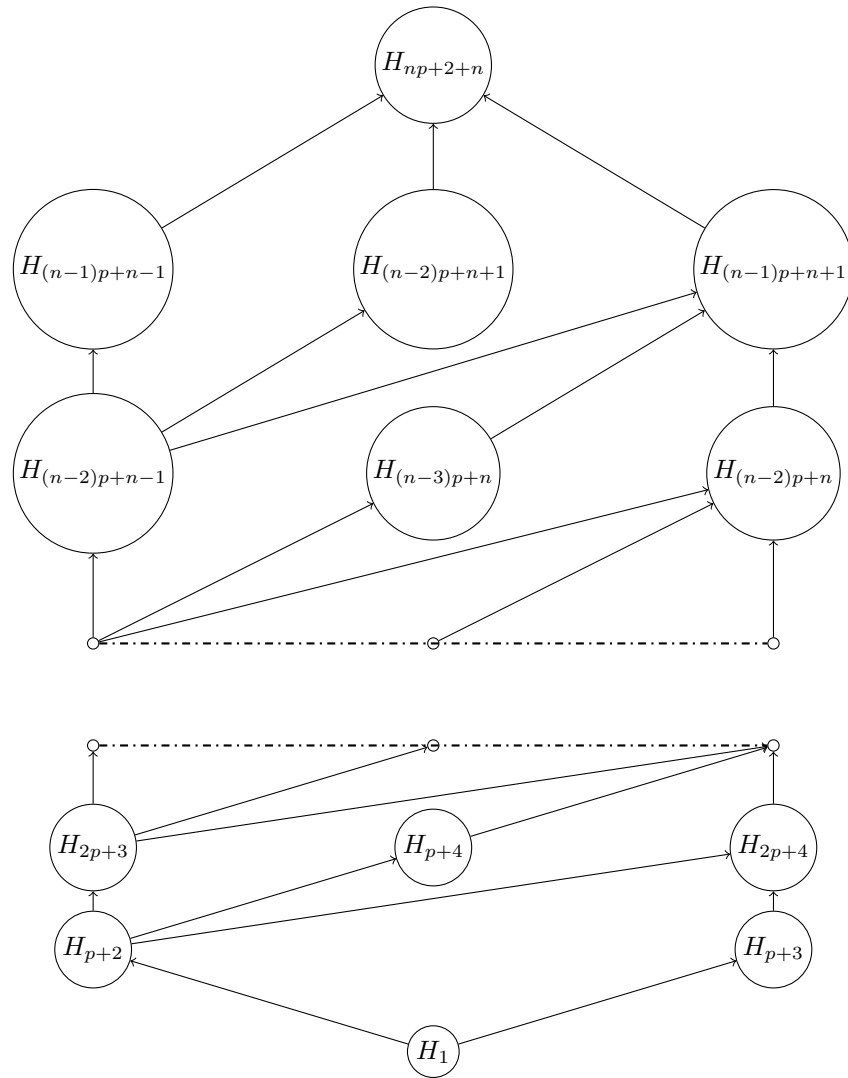 H_{np+2+n}
H_{(n−1)p+n−1} H_{(n−2)p+n+1} H_{(n−1)p+n+1}
H_{(n−2)p+n−1} H_{(n−3)p+n} H_{(n−2)p+n}
H_{2p+3} H_{p+4} H_{2p+4}
H_{p+2} H_{p+3}
H_1